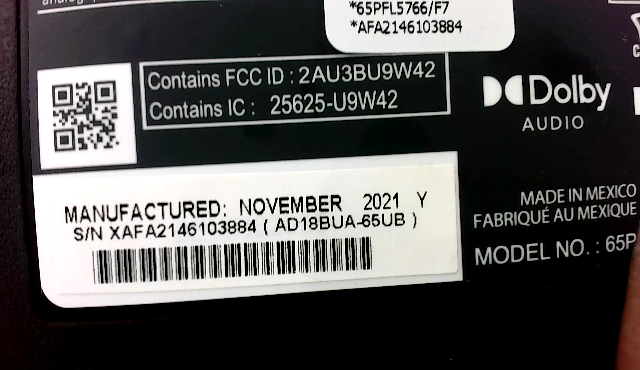 *65PFL5766/F7
*AFA2146103884
Contains FCC ID : 2AU3BU9W42
Contains IC : 25625-U9W42
Dolby
AUDIO
MANUFACTURED: NOVEMBER 2021 Y
S/N XAFA2146103884 ( AD18BUA-65UB )
MADE IN MEXICO
FABRIQUÉ AU MEXIQUE
MODEL NO. : 65P